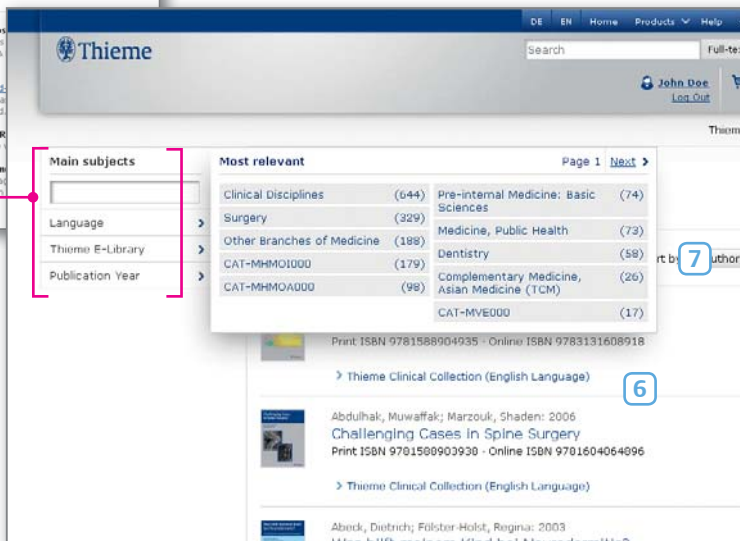 DE EN Home Products Help
Thieme
Search
Full-te
John Doe
Log Out
Thiem
Main subjects
Language
Thieme E-Library
Publication Year
Most relevant
Page 1 Next
Clinical Disciplines (644)
Surgery (329)
Other Branches of Medicine (188)
CAT-MHMOI000 (179)
CAT-MHMOA000 (98)
Pre-internal Medicine: Basic Sciences (74)
Medicine, Public Health (73)
Dentistry (58)
Complementary Medicine, Asian Medicine (TCM) (26)
CAT-MVE000 (17)
rt by 7 uthor
Print ISBN 9781588904935 · Online ISBN 9783131608918
Thieme Clinical Collection (English Language)
6
Abdulhak, Muwaffak; Marzouk, Shaden: 2006
Challenging Cases in Spine Surgery
Print ISBN 9781588903930 · Online ISBN 9781604064896
Thieme Clinical Collection (English Language)
Abeck, Dietrich; Fölster-Holst, Regina: 2003